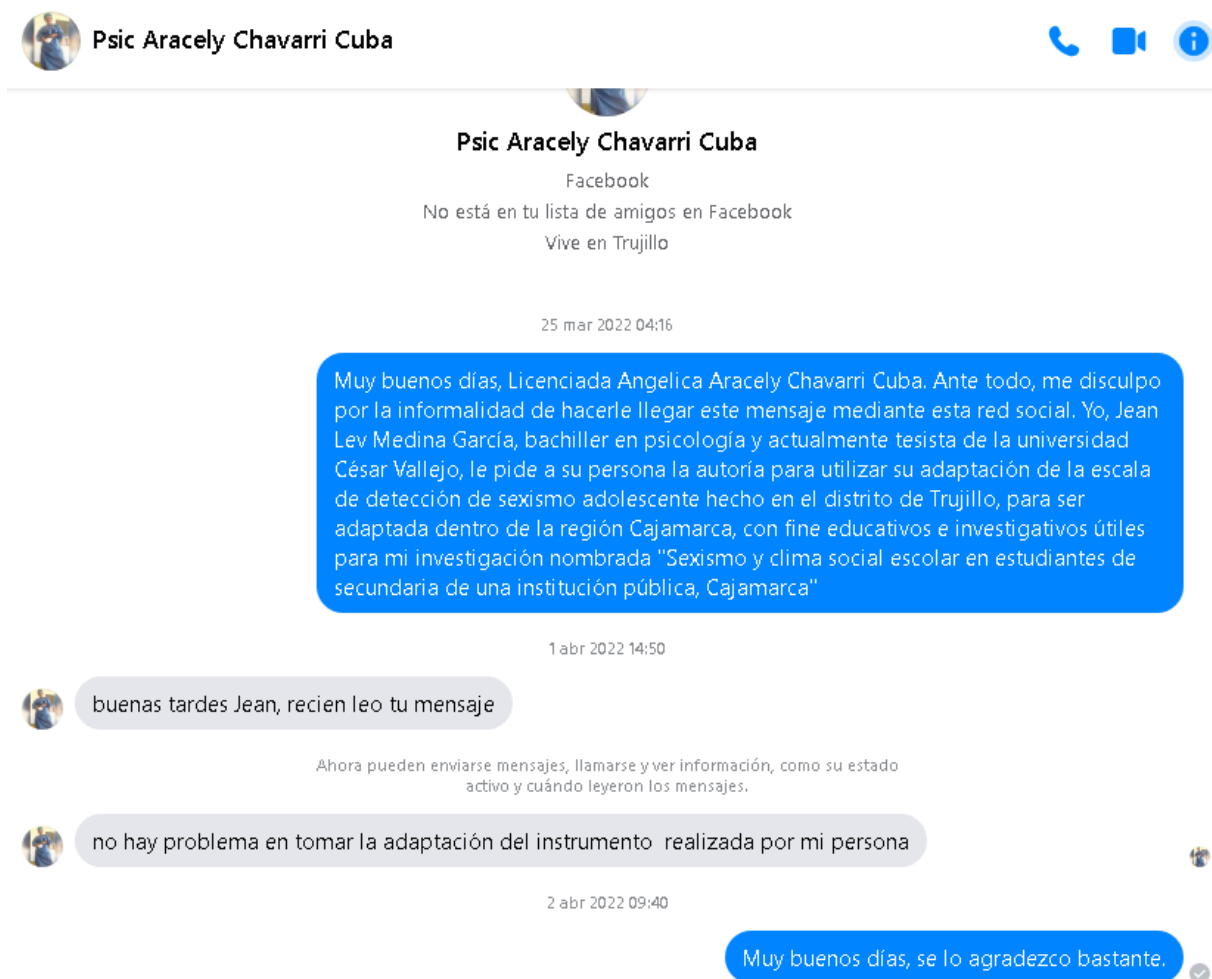 Psic Aracely Chavarri Cuba
Psic Aracely Chavarri Cuba
Facebook
No está en tu lista de amigos en Facebook
Vive en Trujillo
25 mar 2022 04:16
Muy buenos días, Licenciada Angelica Aracely Chavarri Cuba. Ante todo, me disculpo
por la informalidad de hacerle llegar este mensaje mediante esta red social. Yo, Jean
Lev Medina García, bachiller en psicología y actualmente tesista de la universidad
César Vallejo, le pide a su persona la autoría para utilizar su adaptación de la escala
de detección de sexismo adolescente hecho en el distrito de Trujillo, para ser
adaptada dentro de la región Cajamarca, con fine educativos e investigativos útiles
para mi investigación nombrada "Sexismo y clima social escolar en estudiantes de
secundaria de una institución pública, Cajamarca"
1 abr 2022 14:50
buenas tardes Jean, recien leo tu mensaje
Ahora pueden enviarse mensajes, llamarse y ver información, como su estado
activo y cuándo leyeron los mensajes.
no hay problema en tomar la adaptación del instrumento realizada por mi persona
2 abr 2022 09:40
Muy buenos días, se lo agradezco bastante.